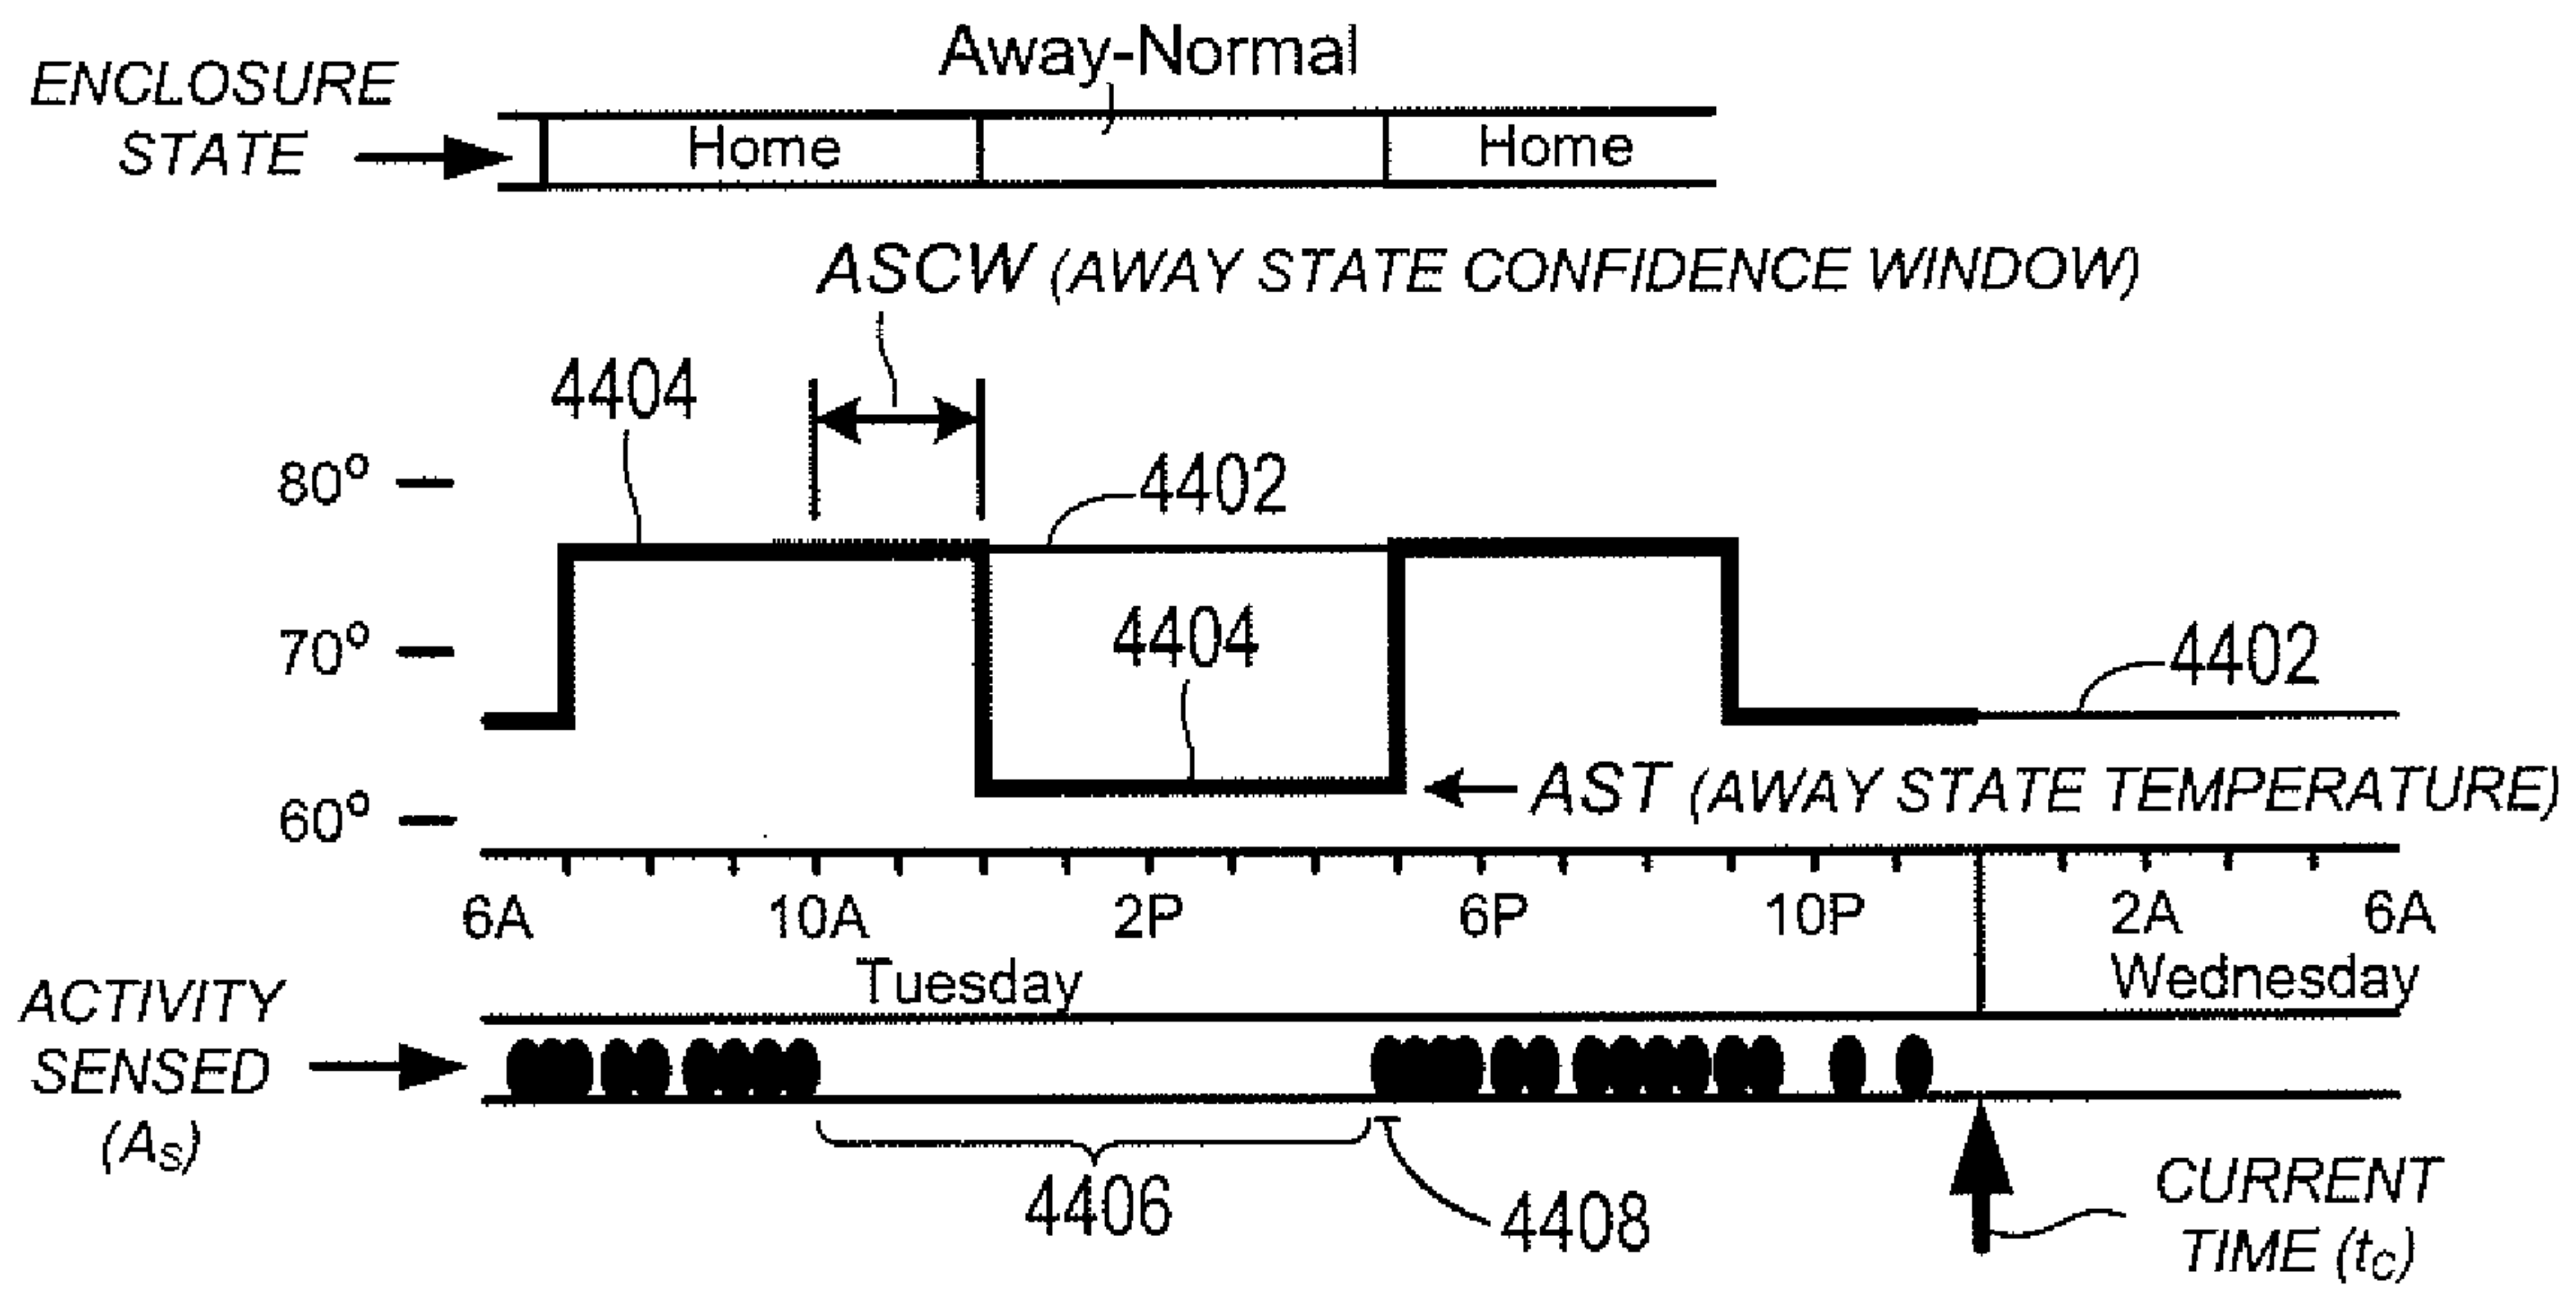 Away-Normal
ENCLOSURE
STATE
Home
Home
ASCW (AWAY STATE CONFIDENCE WINDOW)
4404
80°
4402
70°
4404
4402
60°
AST (AWAY STATE TEMPERATURE)
6A 10A 2P 6P 10P 2A 6A
Tuesday
Wednesday
ACTIVITY
SENSED
(As)
4406
4408
CURRENT
TIME (tC)